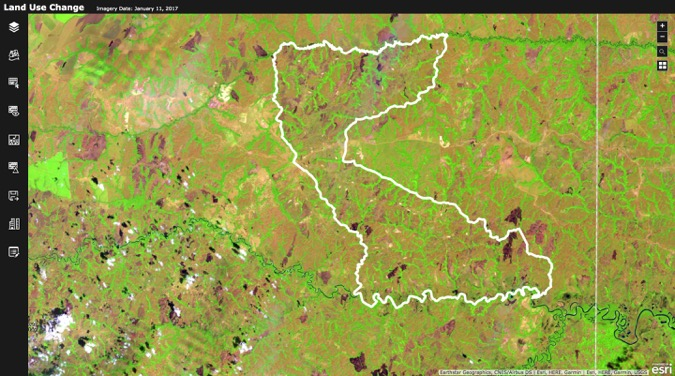 Land Use Change
Imagery Date: January 11, 2017
Earthstar Geographics, CNES/Airbus DS | Esri, HERE, Garmin | Esri, HERE, Garmin, USGS
esri